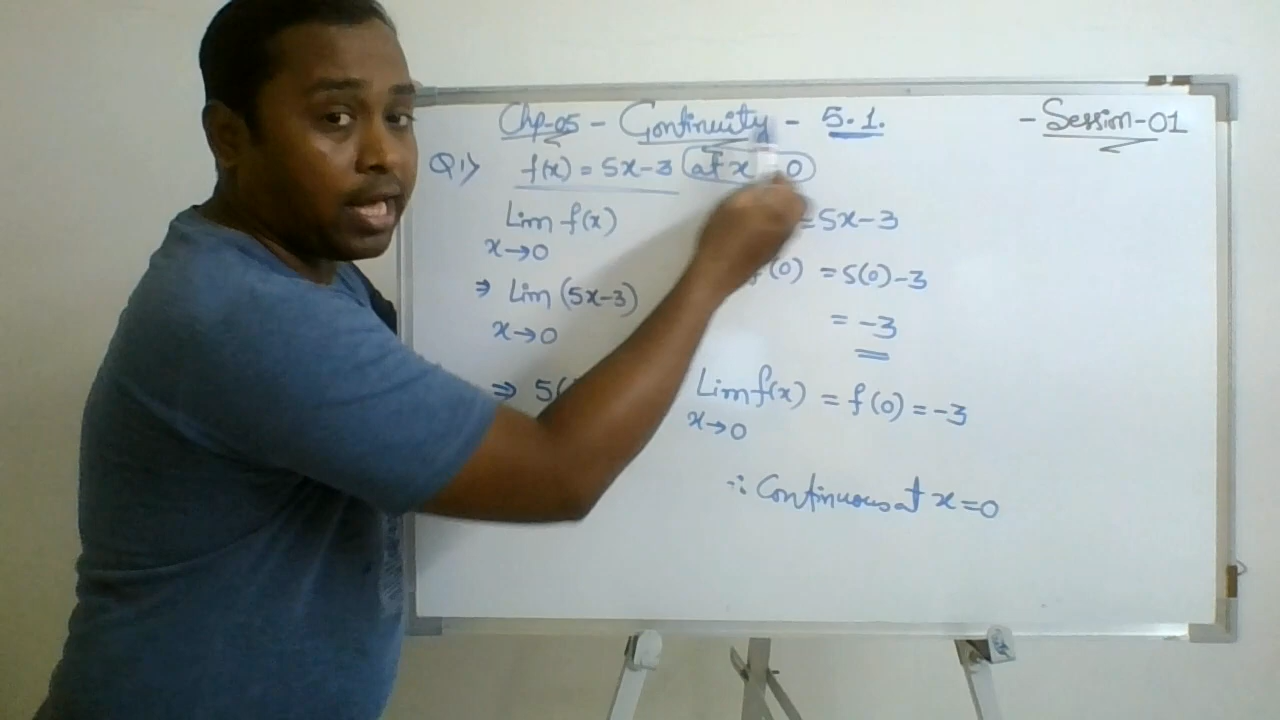 Chp-05 - Continuity - 5.1. - Session-01
Q1) f(x) = 5x-3 at x 0
Lim f(x)
x→0
⇒ Lim (5x-3)
x→0
⇒ 5(
= 5x-3
(0) = 5(0)-3
= -3
Lim f(x) = f(0) = -3
x→0
∴ Continuous at x=0